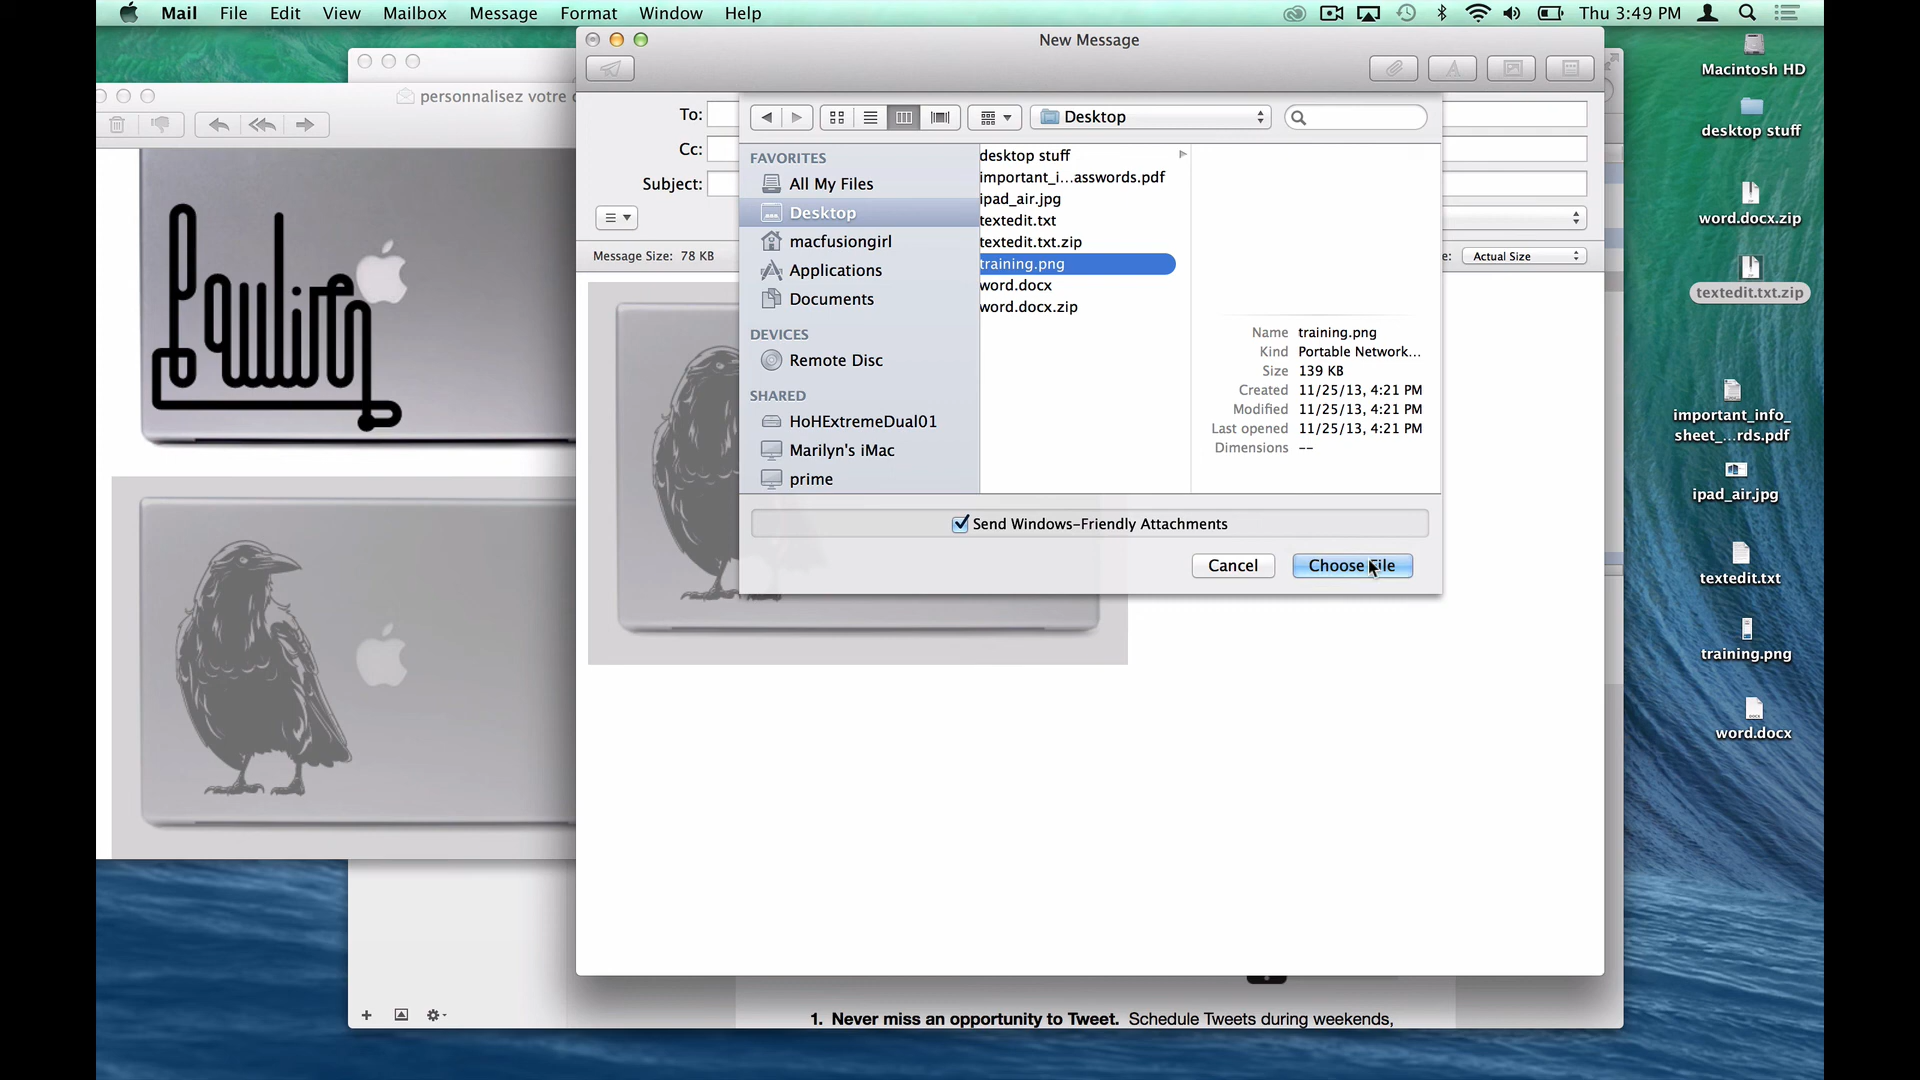 Mail File Edit View Mailbox Message Format Window Help Thu 3:49 PM
New Message
personnalisez votre
To:
Cc:
Subject:
Message Size: 78 KB
e: Actual Size
Desktop
FAVORITES
All My Files
Desktop
macfusiongirl
Applications
Documents
DEVICES
Remote Disc
SHARED
HoHExtremeDual01
Marilyn's iMac
prime
desktop stuff
important_i...asswords.pdf
ipad_air.jpg
textedit.txt
textedit.txt.zip
training.png
word.docx
word.docx.zip
Name training.png
Kind Portable Network...
Size 139 KB
Created 11/25/13, 4:21 PM
Modified 11/25/13, 4:21 PM
Last opened 11/25/13, 4:21 PM
Dimensions --
Send Windows-Friendly Attachments
Cancel Choose File
1. Never miss an opportunity to Tweet. Schedule Tweets during weekends,
Macintosh HD
desktop stuff
word.docx.zip
textedit.txt.zip
important_info_
sheet_...rds.pdf
ipad_air.jpg
textedit.txt
training.png
word.docx